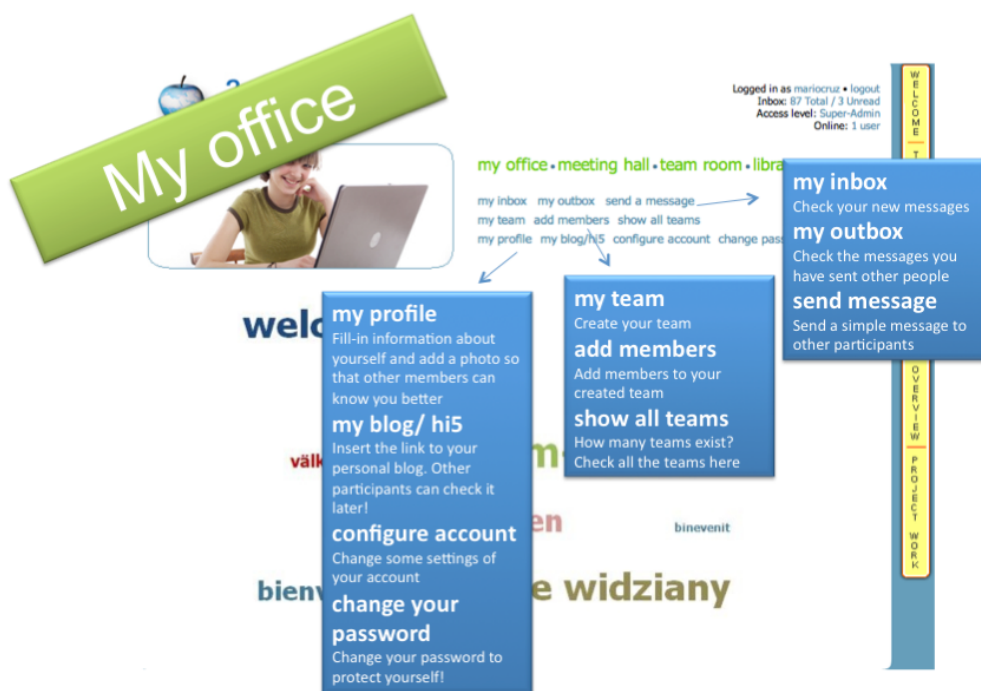 My office
Logged in as mariocruz • logout
Inbox: 87 Total / 3 Unread
Access level: Super-Admin
Online: 1 user
my office • meeting hall • team room •
my inbox my outbox send a message
my team add members show all teams
my profile my blog/hi5 configure account change
my inbox
Check your new messages
my outbox
Check the messages you
have sent other people
send message
Send a simple message to
other participants
my profile
Fill-in information about
yourself and add a photo so
that other members can
know you better
my blog/ hi5
Insert the link to your
personal blog. Other
participants can check it
later!
configure account
Change some settings of
your account
change your
password
Change your password to
protect yourself!
my team
Create your team
add members
Add members to your
created team
show all teams
How many teams exist?
Check all the teams here
binevenit
widziany
WELCOME
OVERVIEW | PROJECT WORK